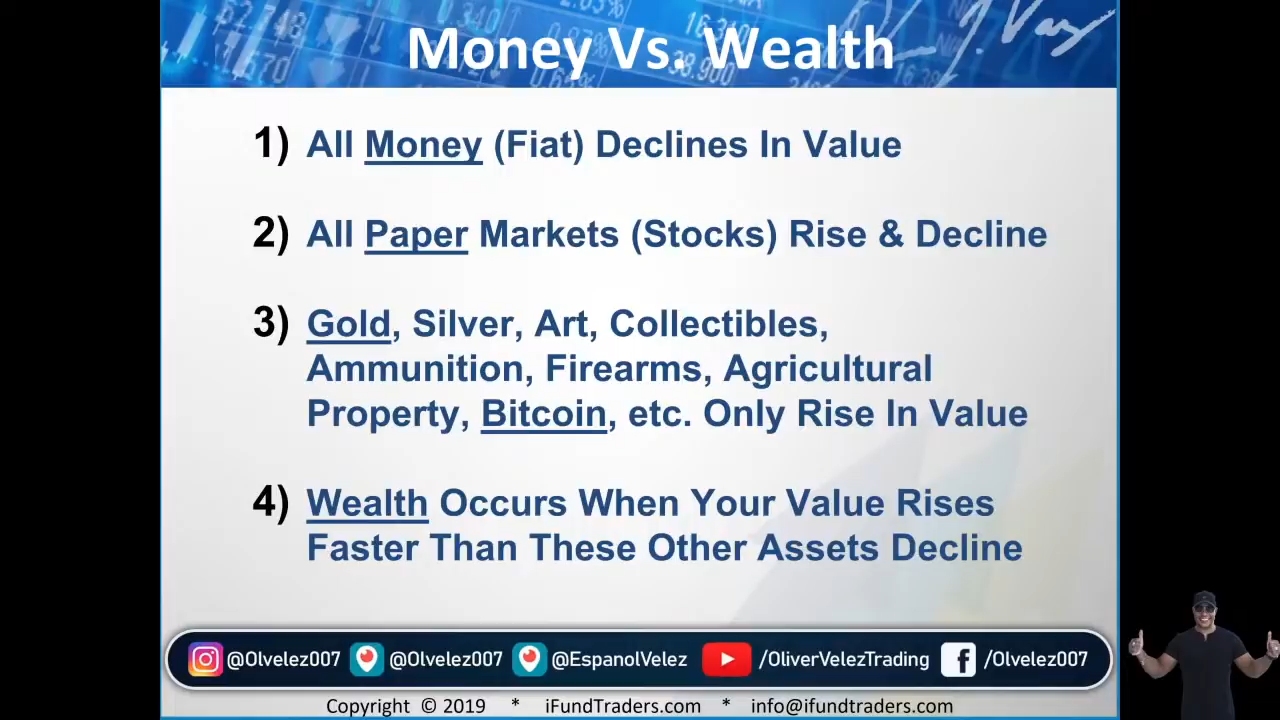 Money Vs. Wealth
1) All Money (Fiat) Declines In Value
2) All Paper Markets (Stocks) Rise & Decline
3) Gold, Silver, Art, Collectibles,
Ammunition, Firearms, Agricultural
Property, Bitcoin, etc. Only Rise In Value
4) Wealth Occurs When Your Value Rises
Faster Than These Other Assets Decline
@Olvelez007 @Olvelez007 @EspanolVelez /OliverVelezTrading /Olvelez007
Copyright © 2019 * iFundTraders.com * info@ifundtraders.com